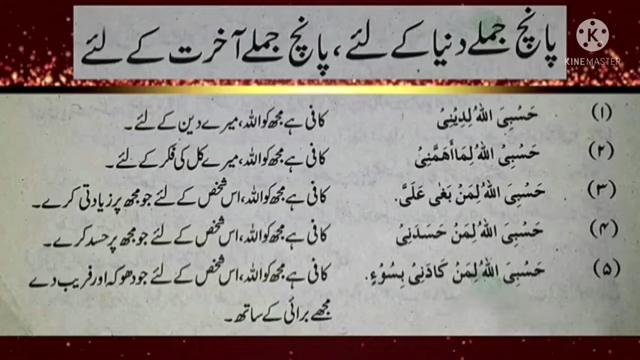 پانچ جملے دنیا کے لئے، پانچ جملے آخرت کے لئے
KINEMASTER
(۱) حَسْبِیَ اللّٰهُ لِدِیْنِیْ کافی ہے مجھ کو اللہ، میرے دین کے لئے۔
(۲) حَسْبِیَ اللّٰهُ لِمَا اَهَمَّنِیْ کافی ہے مجھ کو اللہ، میرے کل کی فکر کے لئے۔
(۳) حَسْبِیَ اللّٰهُ لِمَنْ بَغٰی عَلَیَّ. کافی ہے مجھ کو اللہ، اس شخص کے لئے جو مجھ پر زیادتی کرے۔
(۴) حَسْبِیَ اللّٰهُ لِمَنْ حَسَدَنِیْ کافی ہے مجھ کو اللہ، اس شخص کے لئے جو مجھ پر حسد کرے۔
(۵) حَسْبِیَ اللّٰهُ لِمَنْ کَادَنِیْ بِسُوْءٍ. کافی ہے مجھ کو اللہ، اس شخص کے لئے جو دھوکہ اور فریب دے
مجھے برائی کے ساتھ۔